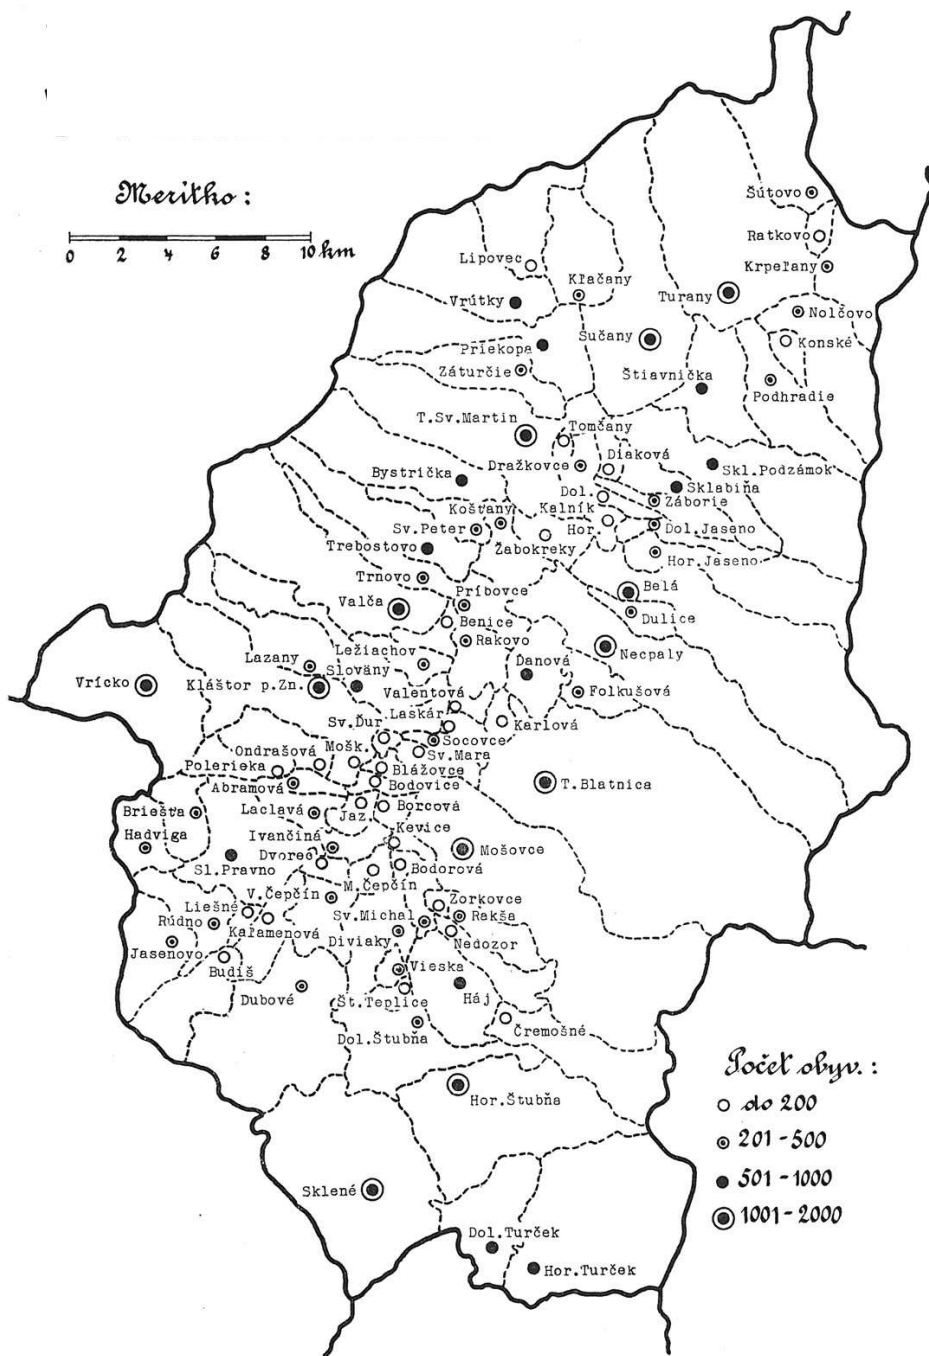 Meritko:
0 2 4 6 8 10 km
Šútovo
Ratkovo
Lipovec
Krpeľany
Kľačany
Turany
Vrútky
Nolčovo
Sučany
Konské
Priekopa
Záturčie
Štiavnička
Podhradie
T.Sv.Martin
Tomčany
Dražkovce
Diaková
Skl.Podzámok
Bystrička
Sklabiňa
Dol.
Záborie
Košťany
Kalník
Sv.Peter
Hor.
Dol.Jaseno
Trebostovo
Žabokreky
Hor.Jaseno
Trnovo
Belá
Príbovce
Valča
Dulice
Benice
Rakovo
Necpaly
Ležiachov
Lazany
Slovány
Ďanová
Vrícko
Kláštor p.Zn.
Valentová
Folkušová
Laskár
Karlová
Sv.Ďur
Socovce
Mošk.
Sv.Mara
Ondrašová
Polerieka
Blážovce
Abramová
Bodovice
T.Blatnica
Briešťa
Laclavá
Jaz.
Borcová
Hadviga
Ivančiná
Kevice
Dvorec
Mošovce
Sl.Pravno
Bodorová
M.Čepčín
V.Čepčín
Zorkovce
Liešné
Sv.Michal
Rakša
Rúdno
Karamenová
Diviaky
Nedozor
Jasenovo
Budiš
Vieska
Dubové
Št.Teplice
Háj
Dol.Štubňa
Čremošné
Hor.Štubňa
Počet obyv.:
do 200
201-500
501-1000
1001-2000
Sklené
Dol.Turček
Hor.Turček